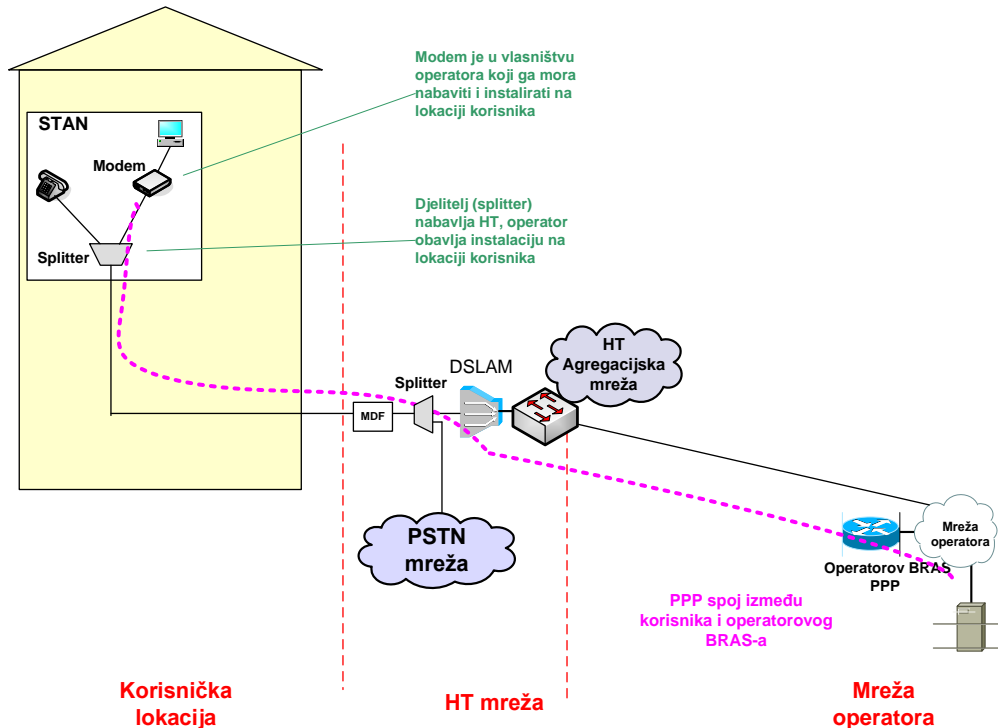 Modem je u vlasništvu
operatora koji ga mora
nabaviti i instalirati na
lokaciji korisnika
STAN
Modem
Djelitelj (splitter)
nabavlja HT, operator
obavlja instalaciju na
lokaciji korisnika
Splitter
HT
Agregacijska
mreža
DSLAM
Splitter
MDF
PSTN
mreža
Mreža
operatora
Operatorov BRAS
PPP
PPP spoj između
korisnika i operatorovog
BRAS-a
Korisnička
lokacija
HT mreža
Mreža
operatora